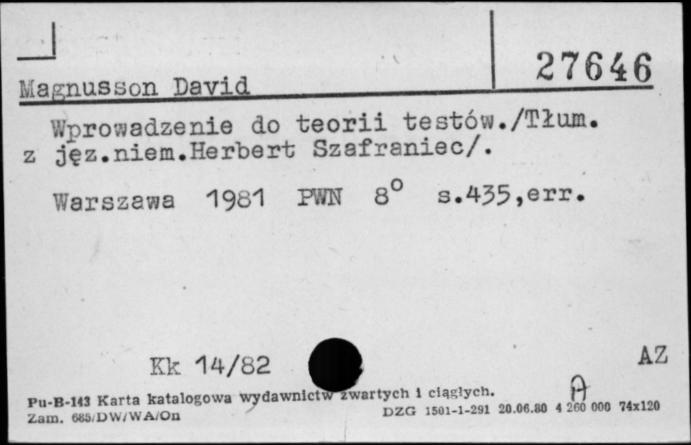 27646
Magnusson David
Wprowadzenie do teorii testów./Tłum.
z jęz.niem.Herbert Szafraniec/.
Warszawa 1981 PWN 8° s.435,err.
Kk 14/82
AZ
Pu-B-143 Karta katalogowa wydawnictw zwartych i ciągłych.
A
Zam. 685/DW/WA/On DZG 1501-1-291 20.06.80 4 260 000 74x120